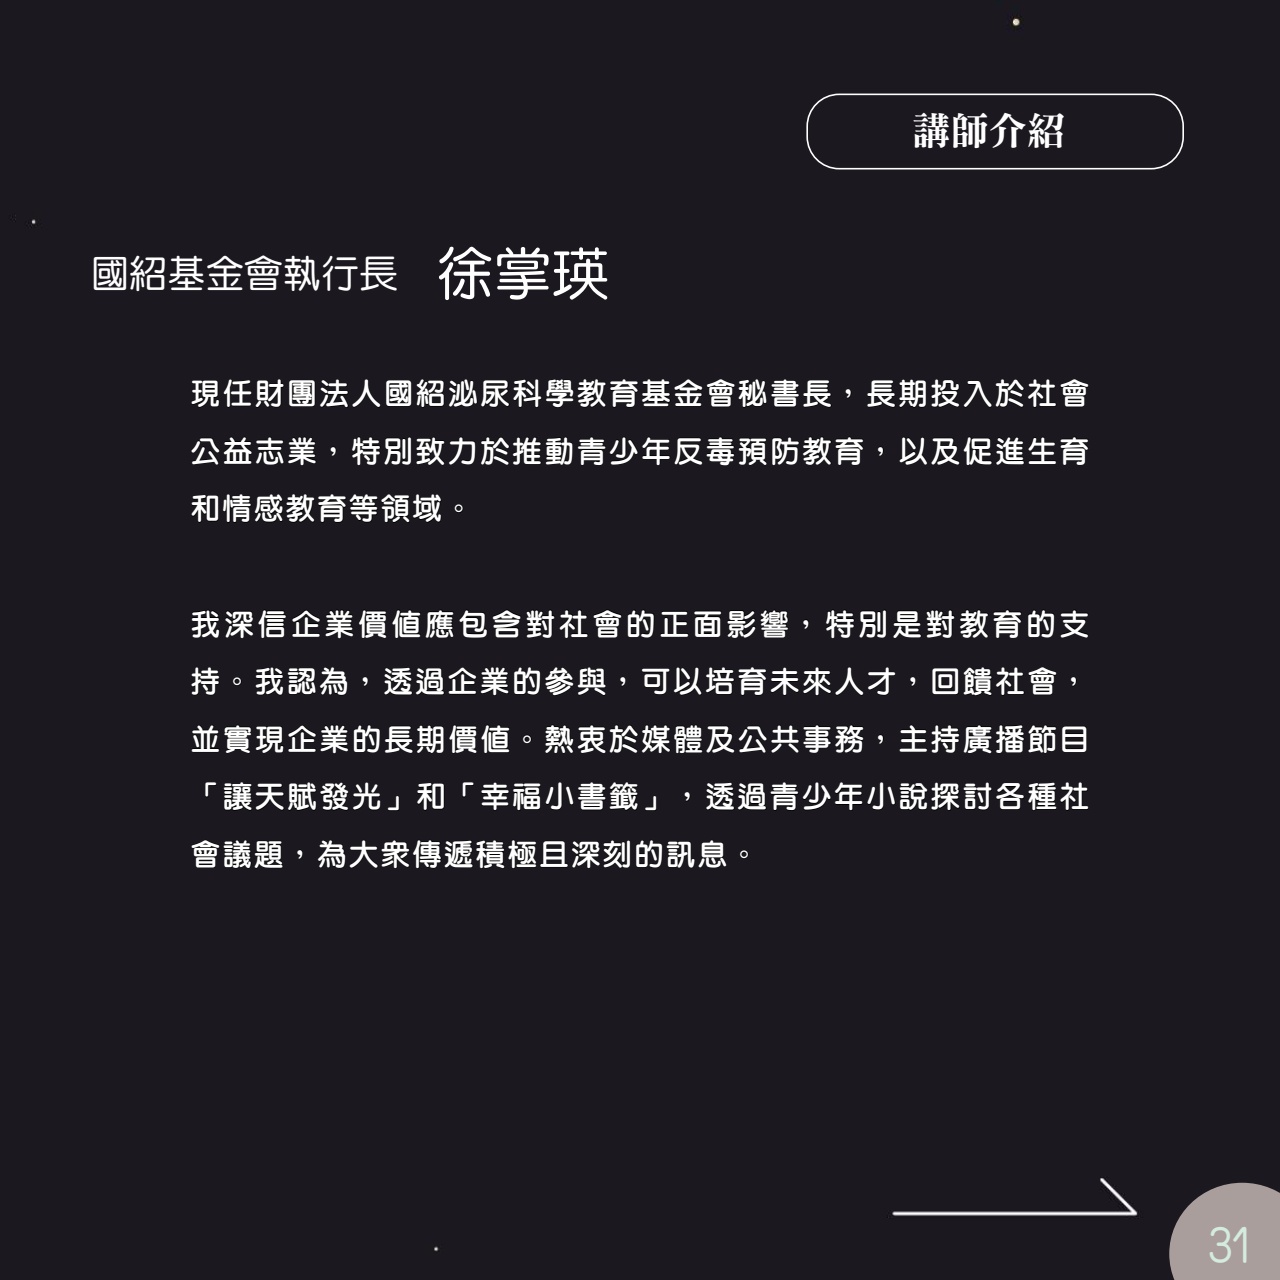 講師介紹
國紹基金會執行長 徐掌瑛
現任財團法人國紹泌尿科學教育基金會秘書長，長期投入於社會
公益志業，特別致力於推動青少年反毒預防教育，以及促進生育
和情感教育等領域。
我深信企業價值應包含對社會的正面影響，特別是對教育的支
持。我認為，透過企業的參與，可以培育未來人才，回饋社會，
並實現企業的長期價值。熱衷於媒體及公共事務，主持廣播節目
「讓天賦發光」和「幸福小書籤」，透過青少年小說探討各種社
會議題，為大衆傳遞積極且深刻的訊息。
31